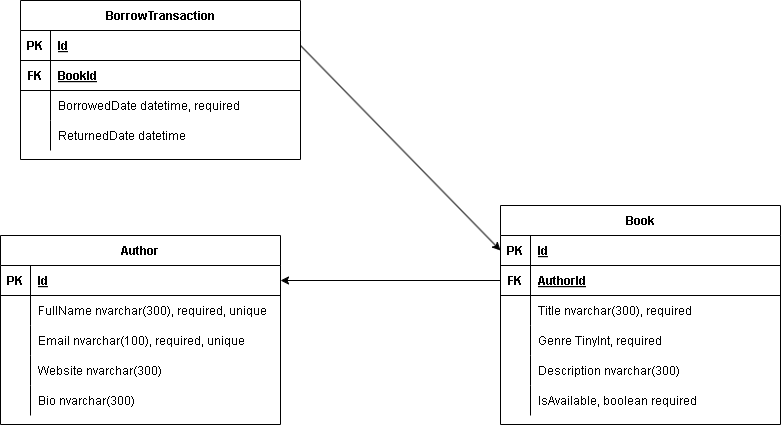 BorrowTransaction
PK Id
FK BookId
BorrowedDate datetime, required
ReturnedDate datetime
Author
PK Id
FullName nvarchar(300), required, unique
Email nvarchar(100), required, unique
Website nvarchar(300)
Bio nvarchar(300)
Book
PK Id
FK AuthorId
Title nvarchar(300), required
Genre TinyInt, required
Description nvarchar(300)
IsAvailable, boolean required